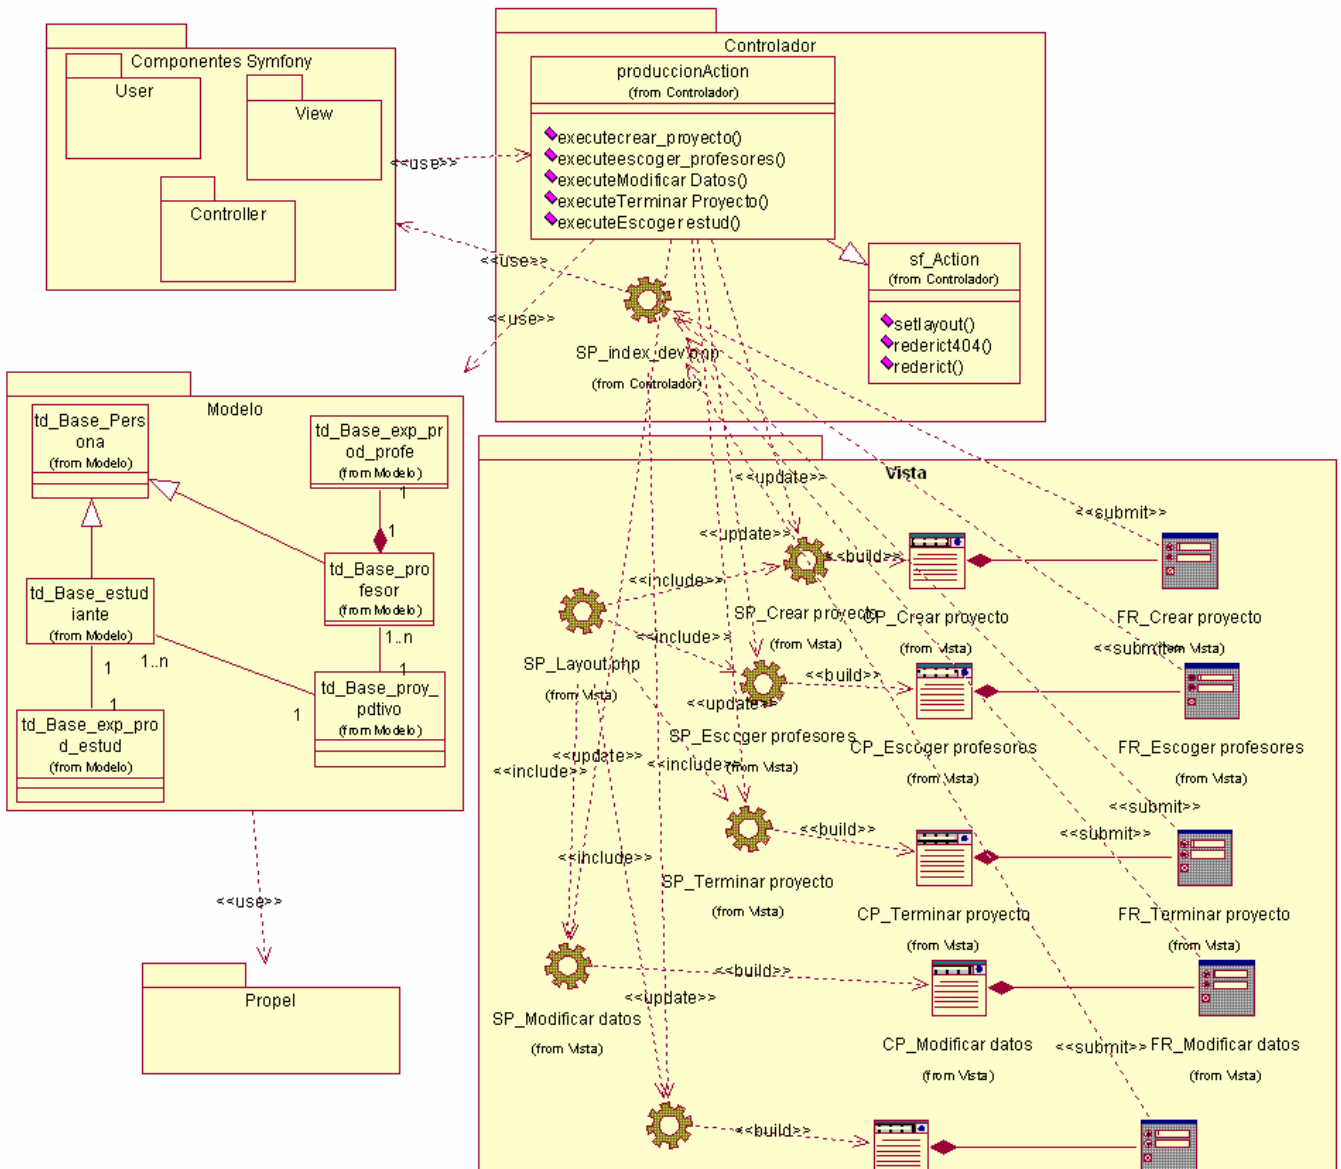 Componentes Symfony
User
View
Controller
<<use>>
<<use>>
<<use>>
Controlador
produccionAction
(from Controlador)
executecrear_proyecto()
executeescoger_profesores()
executeModificar Datos()
executeTerminar Proyecto()
executeEscoger estud()
sf_Action
(from Controlador)
setlayout()
rederict404()
rederict()
SP_index_dev.php
(from Controlador)
Modelo
td_Base_Pers
ona
(from Modelo)
td_Base_exp_pr
od_profe
(from Modelo)
1
1
td_Base_pro
fesor
(from Modelo)
td_Base_estud
iante
(from Modelo)
1..n
1
1..n
1
1
1
td_Base_proy_
pdtivo
(from Modelo)
td_Base_exp_pro
d_estud
(from Modelo)
<<use>>
Propel
Vista
<<update>>
<<submit>>
<<update>>
<<build>>
<<include>>
SP_Crear proyecto
(from Vista)
CP_Crear proyecto
(from Vista)
FR_Crear proyecto
(from Vista)
<<include>>
<<submit>>
SP_Layout.php
(from Vista)
<<build>>
<<update>>
SP_Escoger profesores
(from Vista)
CP_Escoger profesores
(from Vista)
FR_Escoger profesores
(from Vista)
<<update>>
<<include>>
<<include>>
<<submit>>
<<build>>
<<submit>>
<<include>>
SP_Terminar proyecto
(from Vista)
CP_Terminar proyecto
(from Vista)
FR_Terminar proyecto
(from Vista)
<<build>>
<<update>>
SP_Modificar datos
(from Vista)
CP_Modificar datos
(from Vista)
<<submit>>
FR_Modificar datos
(from Vista)
<<build>>